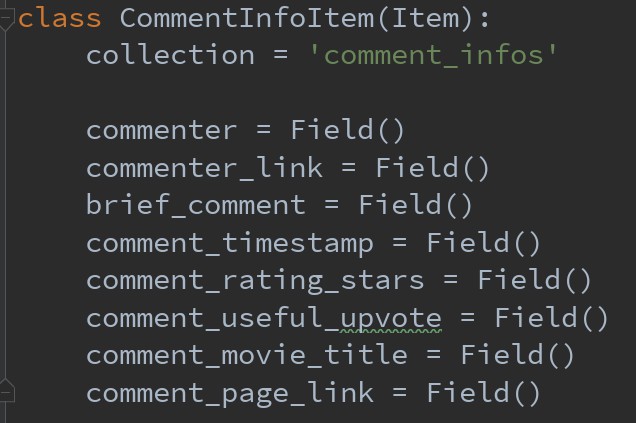 class CommentInfoItem(Item):
    collection = 'comment_infos'

    commenter = Field()
    commenter_link = Field()
    brief_comment = Field()
    comment_timestamp = Field()
    comment_rating_stars = Field()
    comment_useful_upvote = Field()
    comment_movie_title = Field()
    comment_page_link = Field()